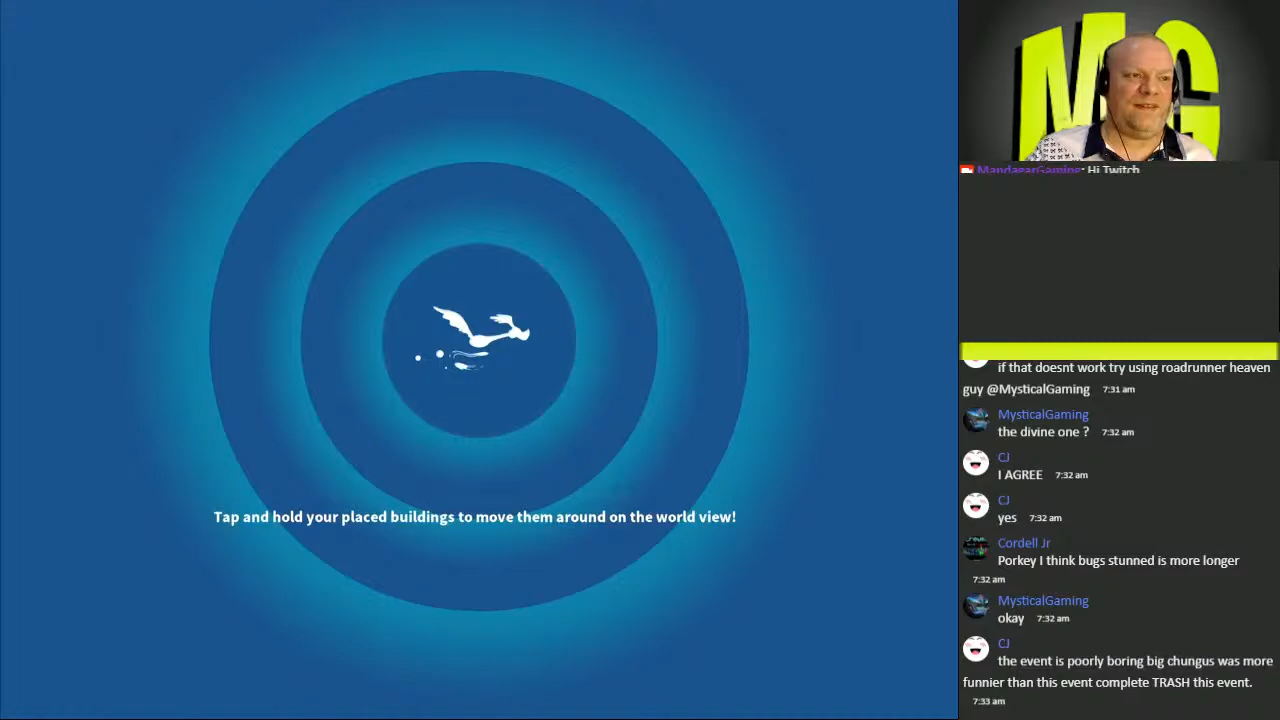 MG
MandagarGaming: Hi Twitch
if that doesnt work try using roadrunner heaven
guy @MysticalGaming 7:31 am
MysticalGaming
the divine one ? 7:32 am
CJ
I AGREE 7:32 am
CJ
yes 7:32 am
Cordell Jr
Porkey I think bugs stunned is more longer
7:32 am
MysticalGaming
okay 7:32 am
CJ
the event is poorly boring big chungus was more
funnier than this event complete TRASH this event.
7:33 am
Tap and hold your placed buildings to move them around on the world view!